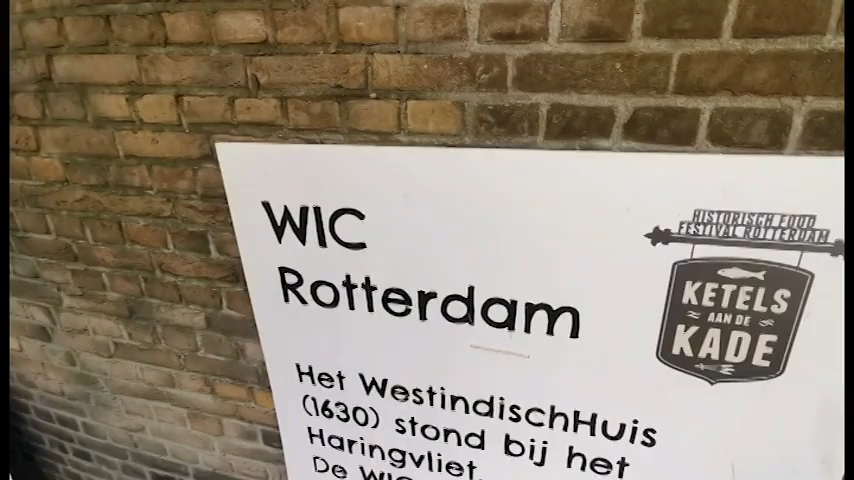 WIC
Rotterdam
HISTORISCH FOOD
FESTIVAL ROTTERDAM
KETELS
AAN DE
KADE
Het WestindischHuis
(1630) stond bij het
Haringvliet.
De WIC